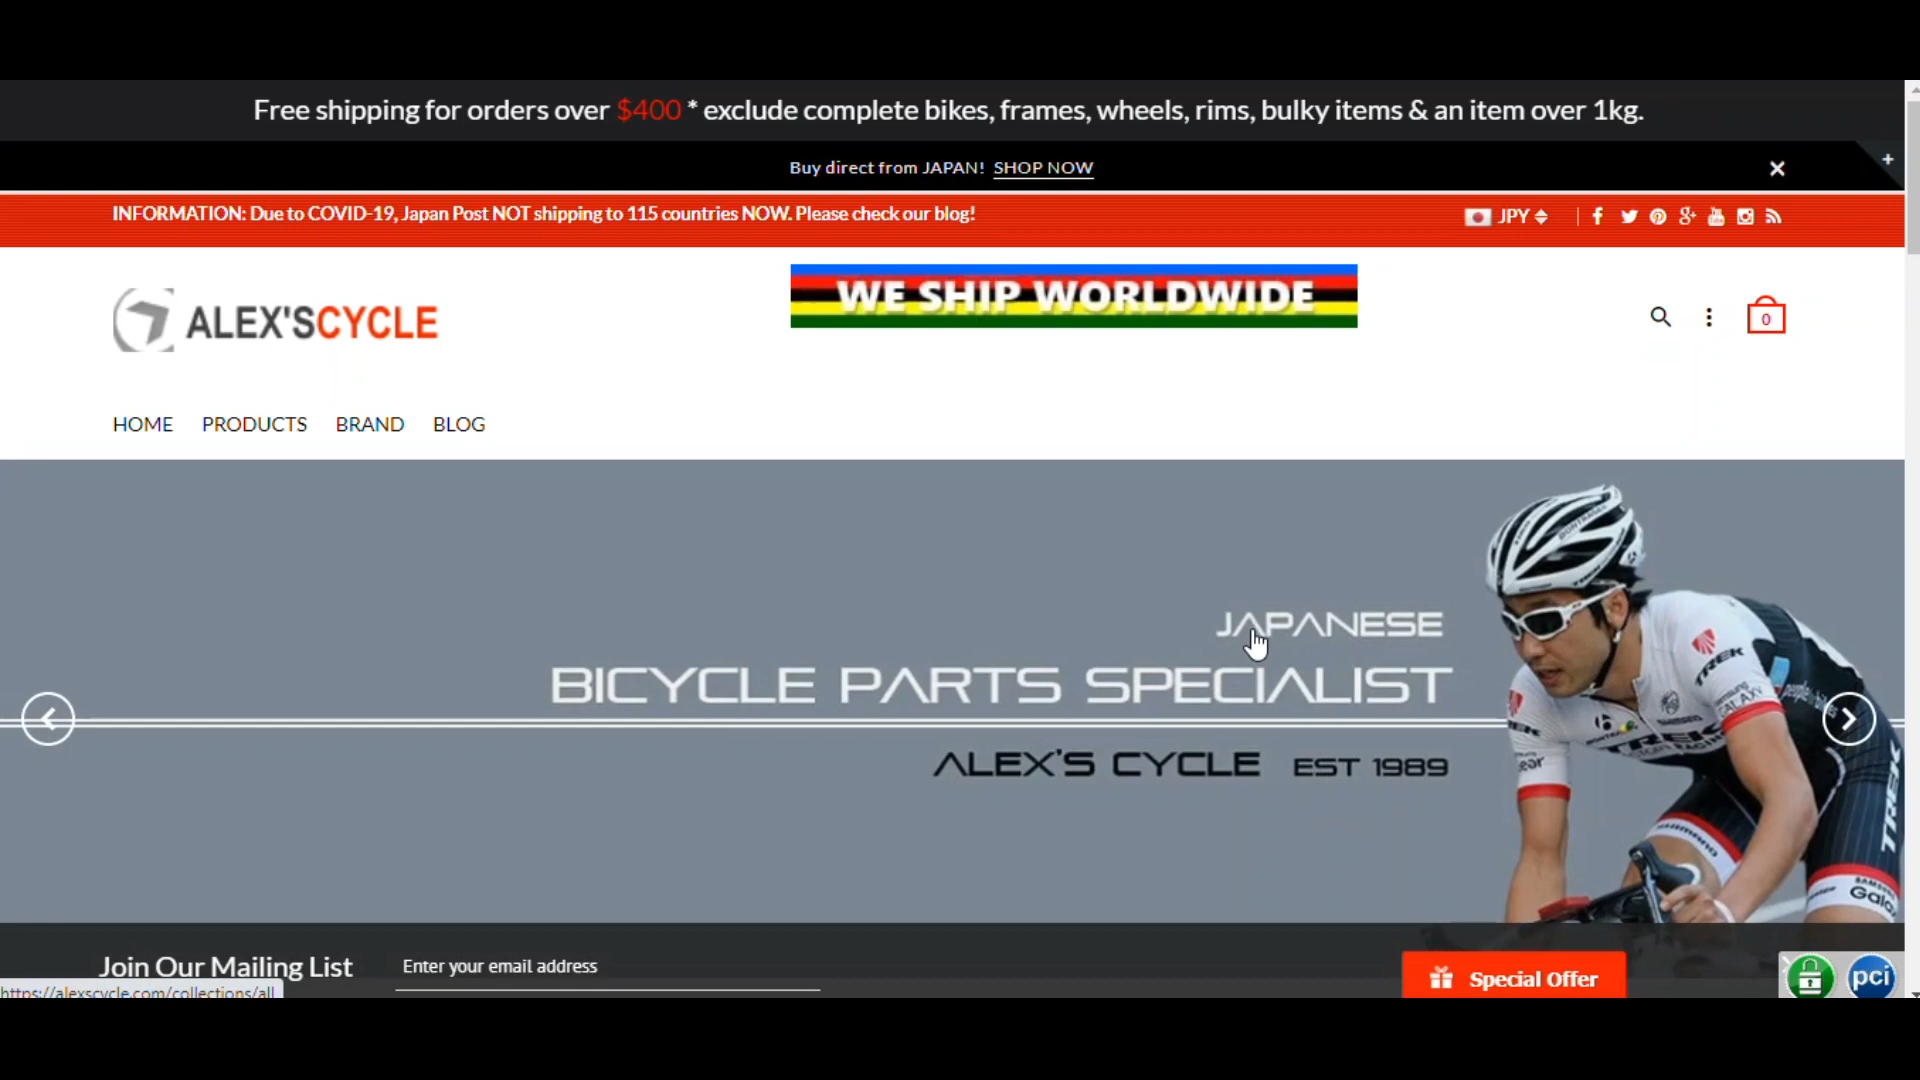 Free shipping for orders over $400 * exclude complete bikes, frames, wheels, rims, bulky items & an item over 1kg.
Buy direct from JAPAN! SHOP NOW
INFORMATION: Due to COVID-19, Japan Post NOT shipping to 115 countries NOW. Please check our blog!
JPY
WE SHIP WORLDWIDE
ALEX'SCYCLE
0
HOME PRODUCTS BRAND BLOG
JAPANESE
BICYCLE PARTS SPECIALIST
ALEX'S CYCLE EST 1989
TREK
TREK
SHIMANO
SAMSUNG
Join Our Mailing List
Enter your email address
Special Offer
pci
https://alexscycle.com/collections/all